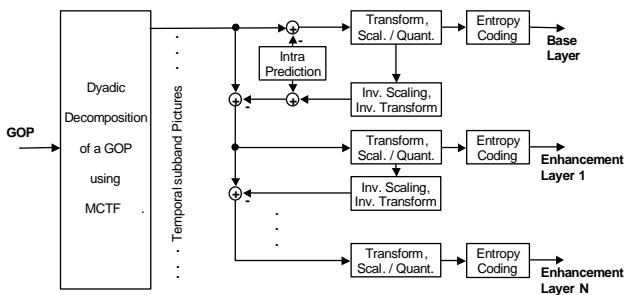 GOP
Dyadic
Decomposition
of a GOP
using
MCTF .
Temporal subband Pictures
+
-
Intra
Prediction
+
+
-
Transform,
Scal. / Quant.
Entropy
Coding
Base
Layer
Inv. Scaling,
Inv. Transform
Transform,
Scal. / Quant.
Entropy
Coding
Enhancement
Layer 1
+
-
Inv. Scaling,
Inv. Transform
Transform,
Scal. / Quant.
Entropy
Coding
Enhancement
Layer N